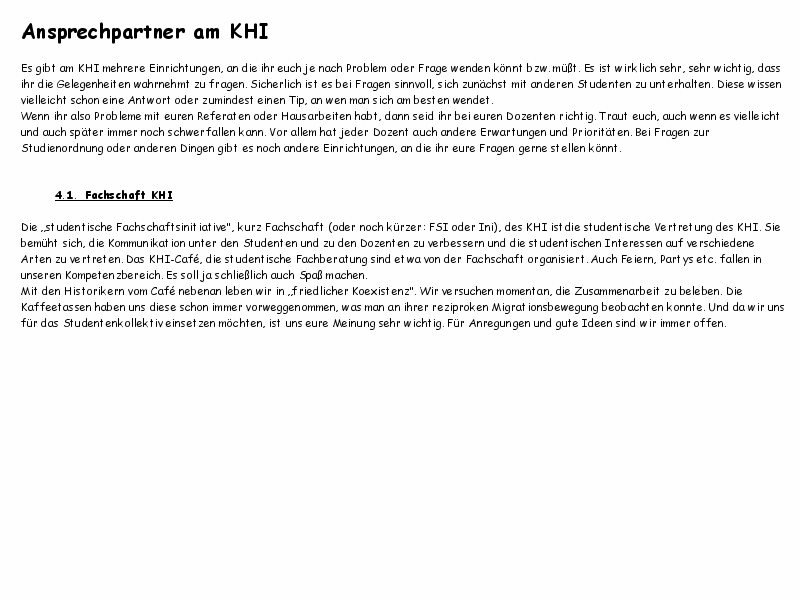 Ansprechpartner am KHI
Es gibt am KHI mehrere Einrichtungen, an die ihr euch je nach Problem oder Frage wenden könnt bzw. müßt. Es ist wirklich sehr, sehr wichtig, dass
ihr die Gelegenheiten wahrnehmt zu fragen. Sicherlich ist es bei Fragen sinnvoll, sich zunächst mit anderen Studenten zu unterhalten. Diese wissen
vielleicht schon eine Antwort oder zumindest einen Tip, an wen man sich am besten wendet.
Wenn ihr also Probleme mit euren Referaten oder Hausarbeiten habt, dann seid ihr bei euren Dozenten richtig. Traut euch, auch wenn es vielleicht
und auch später immer noch schwerfallen kann. Vor allem hat jeder Dozent auch andere Erwartungen und Prioritäten. Bei Fragen zur
Studienordnung oder anderen Dingen gibt es noch andere Einrichtungen, an die ihr eure Fragen gerne stellen könnt.
4.1. Fachschaft KHI
Die „studentische Fachschaftsinitiative", kurz Fachschaft (oder noch kürzer: FSI oder Ini), des KHI ist die studentische Vertretung des KHI. Sie
bemüht sich, die Kommunikation unter den Studenten und zu den Dozenten zu verbessern und die studentischen Interessen auf verschiedene
Arten zu vertreten. Das KHI-Café, die studentische Fachberatung sind etwa von der Fachschaft organisiert. Auch Feiern, Partys etc. fallen in
unseren Kompetenzbereich. Es soll ja schließlich auch Spaß machen.
Mit den Historikern vom Café nebenan leben wir in „friedlicher Koexistenz". Wir versuchen momentan, die Zusammenarbeit zu beleben. Die
Kaffeetassen haben uns diese schon immer vorweggenommen, was man an ihrer reziproken Migrationsbewegung beobachten konnte. Und da wir uns
für das Studentenkollektiv einsetzen möchten, ist uns eure Meinung sehr wichtig. Für Anregungen und gute Ideen sind wir immer offen.